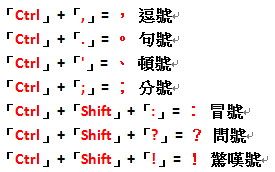 「Ctrl」+「,」= , 逗號
「Ctrl」+「.」= 。 句號
「Ctrl」+「'」= 、 頓號
「Ctrl」+「;」= ; 分號
「Ctrl」+「Shift」+「:」= : 冒號
「Ctrl」+「Shift」+「?」= ? 問號
「Ctrl」+「Shift」+「!」= ! 驚嘆號